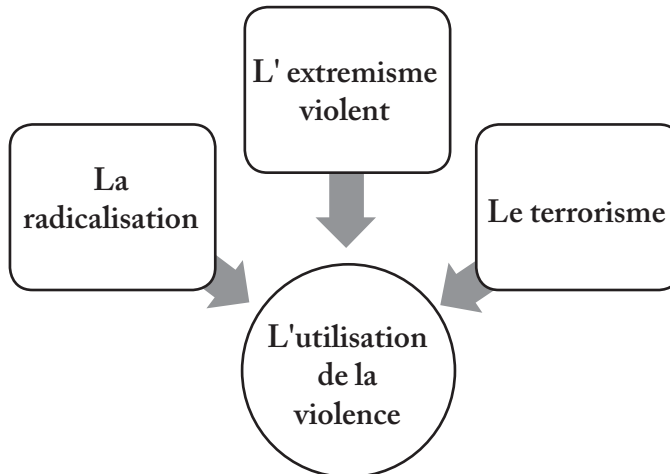 La
radicalisation
L' extremisme
violent
Le terrorisme
L'utilisation
de la
violence